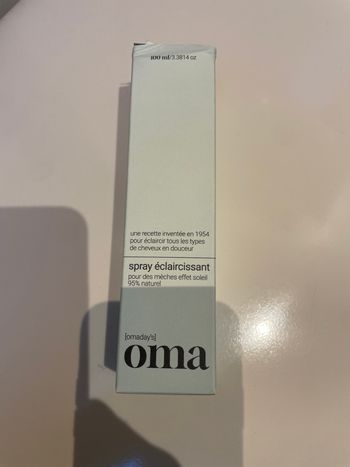 100 ml/3.3814 oz
une recette inventée en 1954
pour éclaircir tous les types
de cheveux en douceur
spray éclaircissant
pour des mèches effet soleil
95% naturel
[omaday's]
oma